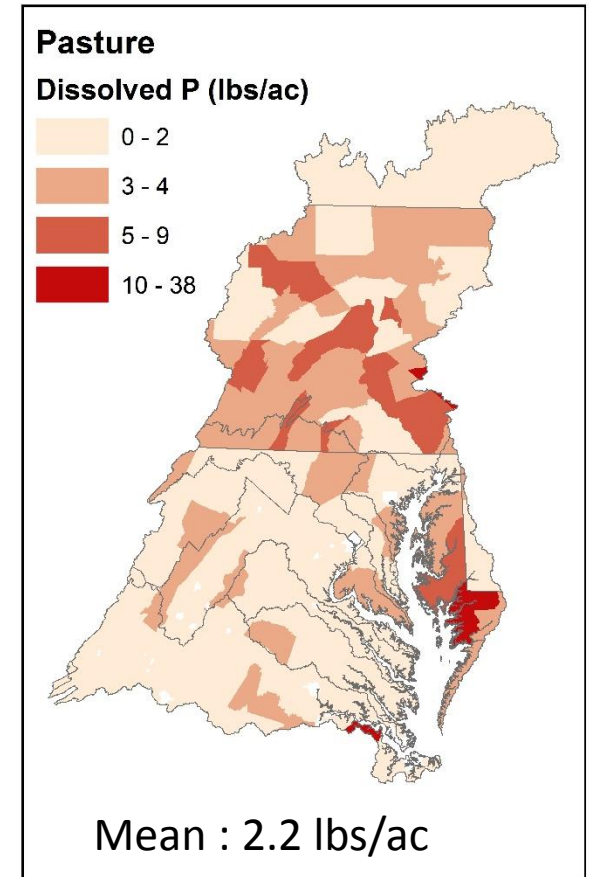 Pasture
Dissolved P (lbs/ac)
0 - 2
3 - 4
5 - 9
10 - 38
Mean : 2.2 lbs/ac